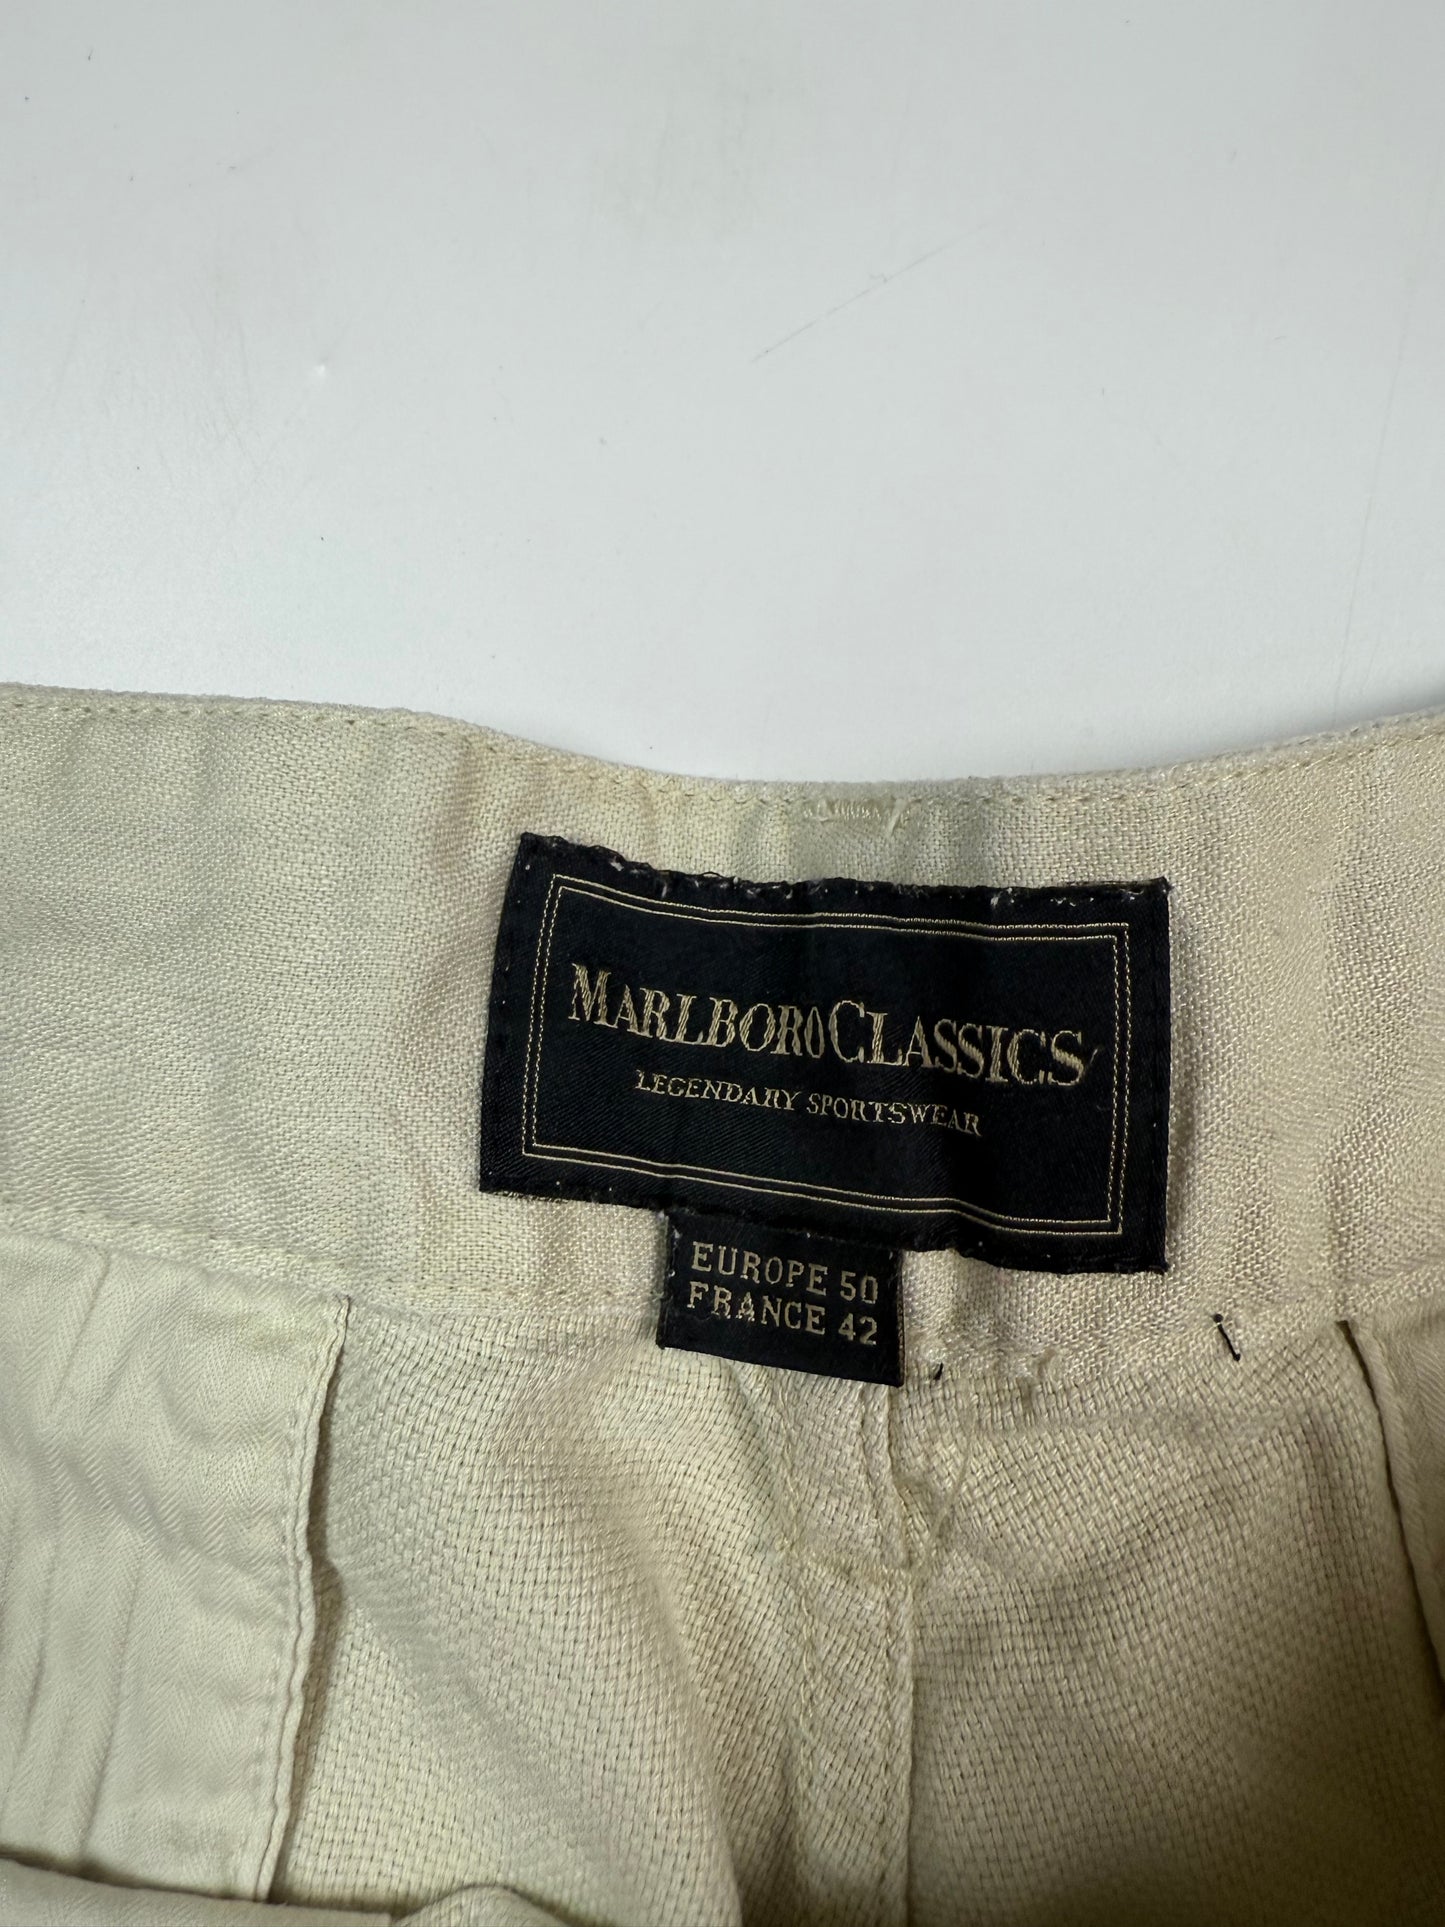 MARLBORO CLASSICS
LEGENDARY SPORTSWEAR
EUROPE 50
FRANCE 42